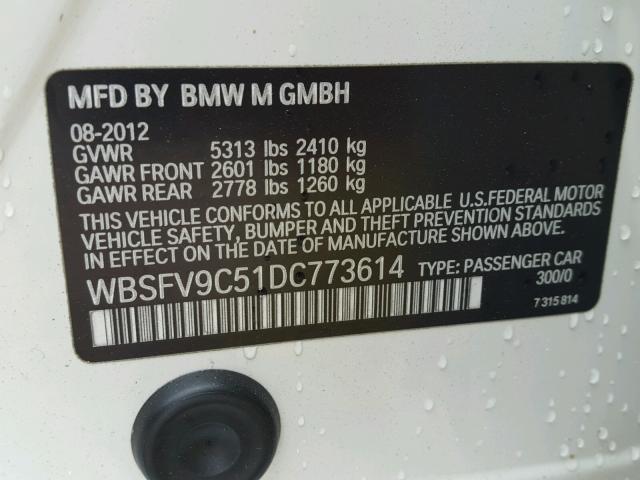 MFD BY BMW M GMBH
08-2012
GVWR 5313 lbs 2410 kg
GAWR FRONT 2601 lbs 1180 kg
GAWR REAR 2778 lbs 1260 kg
THIS VEHICLE CONFORMS TO ALL APPLICABLE U.S.FEDERAL MOTOR
VEHICLE SAFETY, BUMPER AND THEFT PREVENTION STANDARDS
IN EFFECT ON THE DATE OF MANUFACTURE SHOWN ABOVE.
WBSFV9C51DC773614 TYPE: PASSENGER CAR
300/0
7 315 814